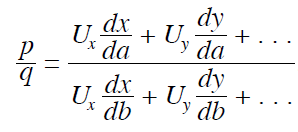 p/q = (U_x dx/da + U_y dy/da + . . .) / (U_x dx/db + U_y dy/db + . . .)